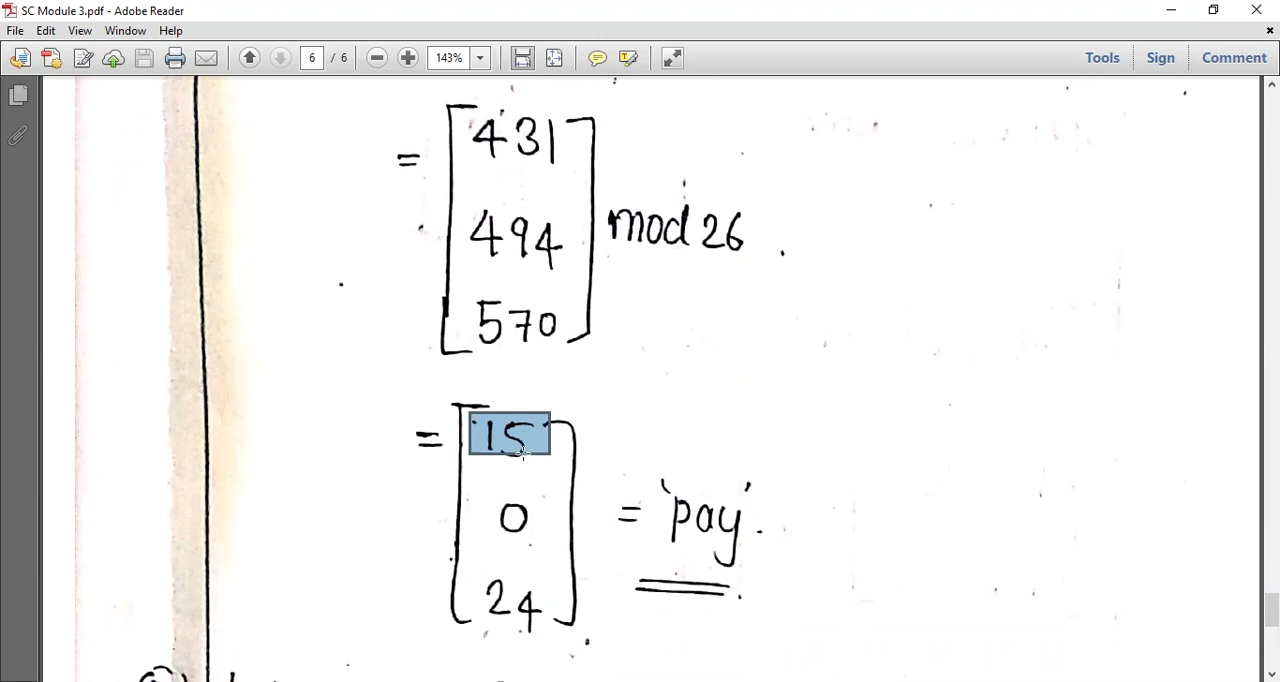 SC Module 3.pdf - Adobe Reader
File Edit View Window Help
6 / 6 143% Tools Sign Comment
431
= 494 mod 26.
570
15
= 0 = 'pay'.
24